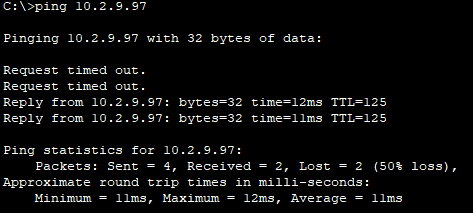 C:\>ping 10.2.9.97
Pinging 10.2.9.97 with 32 bytes of data:
Request timed out.
Request timed out.
Reply from 10.2.9.97: bytes=32 time=12ms TTL=125
Reply from 10.2.9.97: bytes=32 time=11ms TTL=125
Ping statistics for 10.2.9.97:
    Packets: Sent = 4, Received = 2, Lost = 2 (50% loss),
Approximate round trip times in milli-seconds:
    Minimum = 11ms, Maximum = 12ms, Average = 11ms